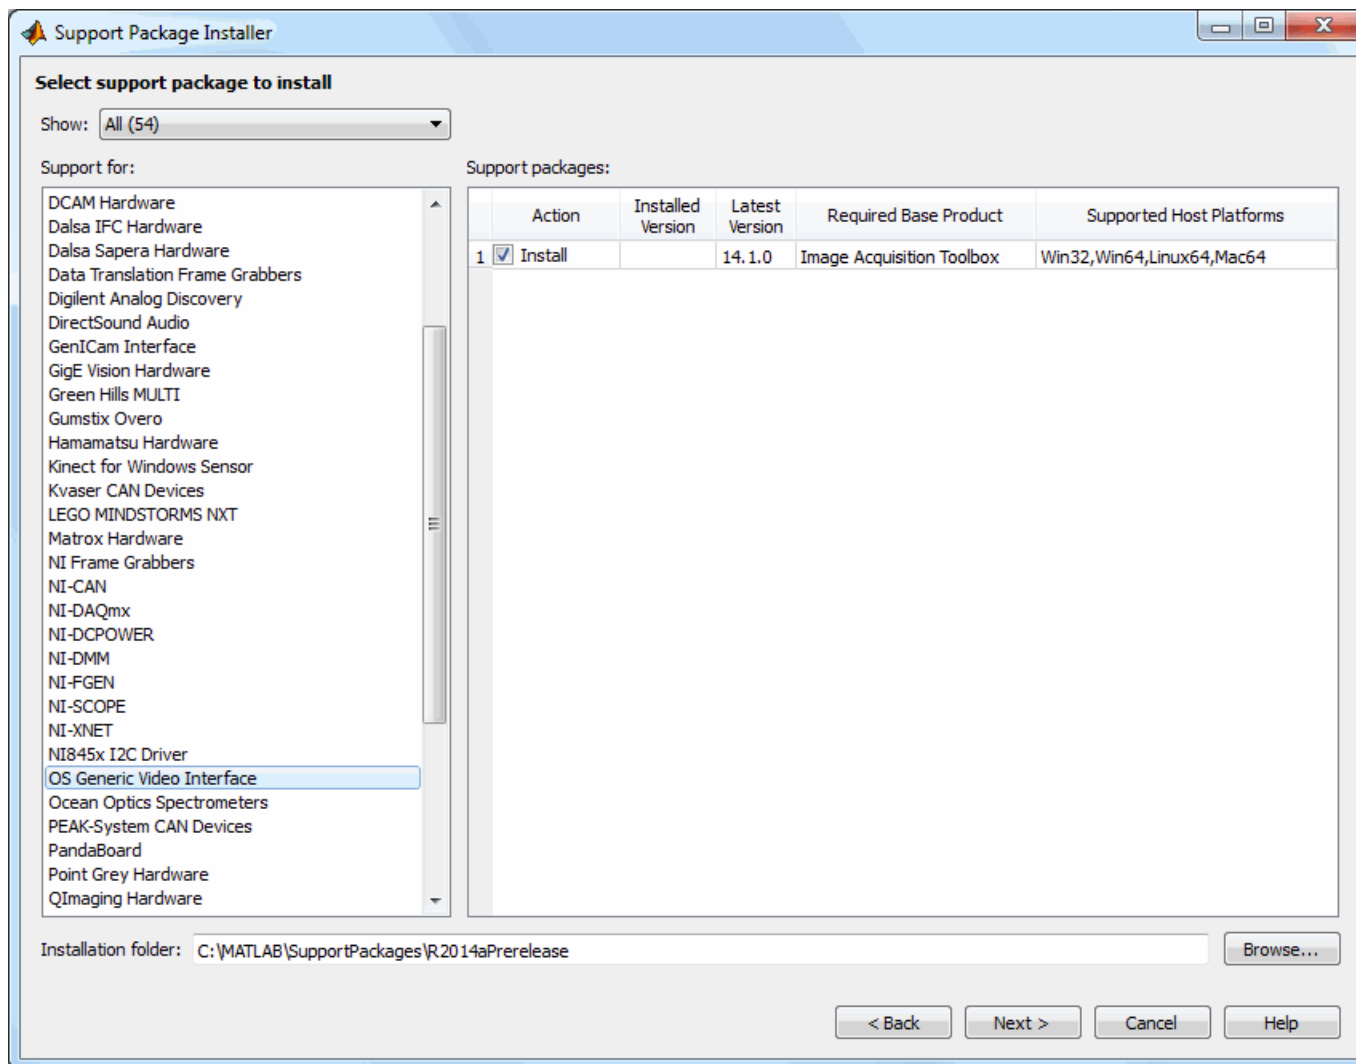 Support Package Installer
Select support package to install
Show: All (54)
Support for:
DCAM Hardware
Dalsa IFC Hardware
Dalsa Sapera Hardware
Data Translation Frame Grabbers
Digilent Analog Discovery
DirectSound Audio
GenICam Interface
GigE Vision Hardware
Green Hills MULTI
Gumstix Overo
Hamamatsu Hardware
Kinect for Windows Sensor
Kvaser CAN Devices
LEGO MINDSTORMS NXT
Matrox Hardware
NI Frame Grabbers
NI-CAN
NI-DAQmx
NI-DCPOWER
NI-DMM
NI-FGEN
NI-SCOPE
NI-XNET
NI845x I2C Driver
OS Generic Video Interface
Ocean Optics Spectrometers
PEAK-System CAN Devices
PandaBoard
Point Grey Hardware
QImaging Hardware
Support packages:
Action Installed Version Latest Version Required Base Product Supported Host Platforms
1 Install 14.1.0 Image Acquisition Toolbox Win32,Win64,Linux64,Mac64
Installation folder: C:\MATLAB\SupportPackages\R2014aPrerelease Browse...
< Back Next > Cancel Help